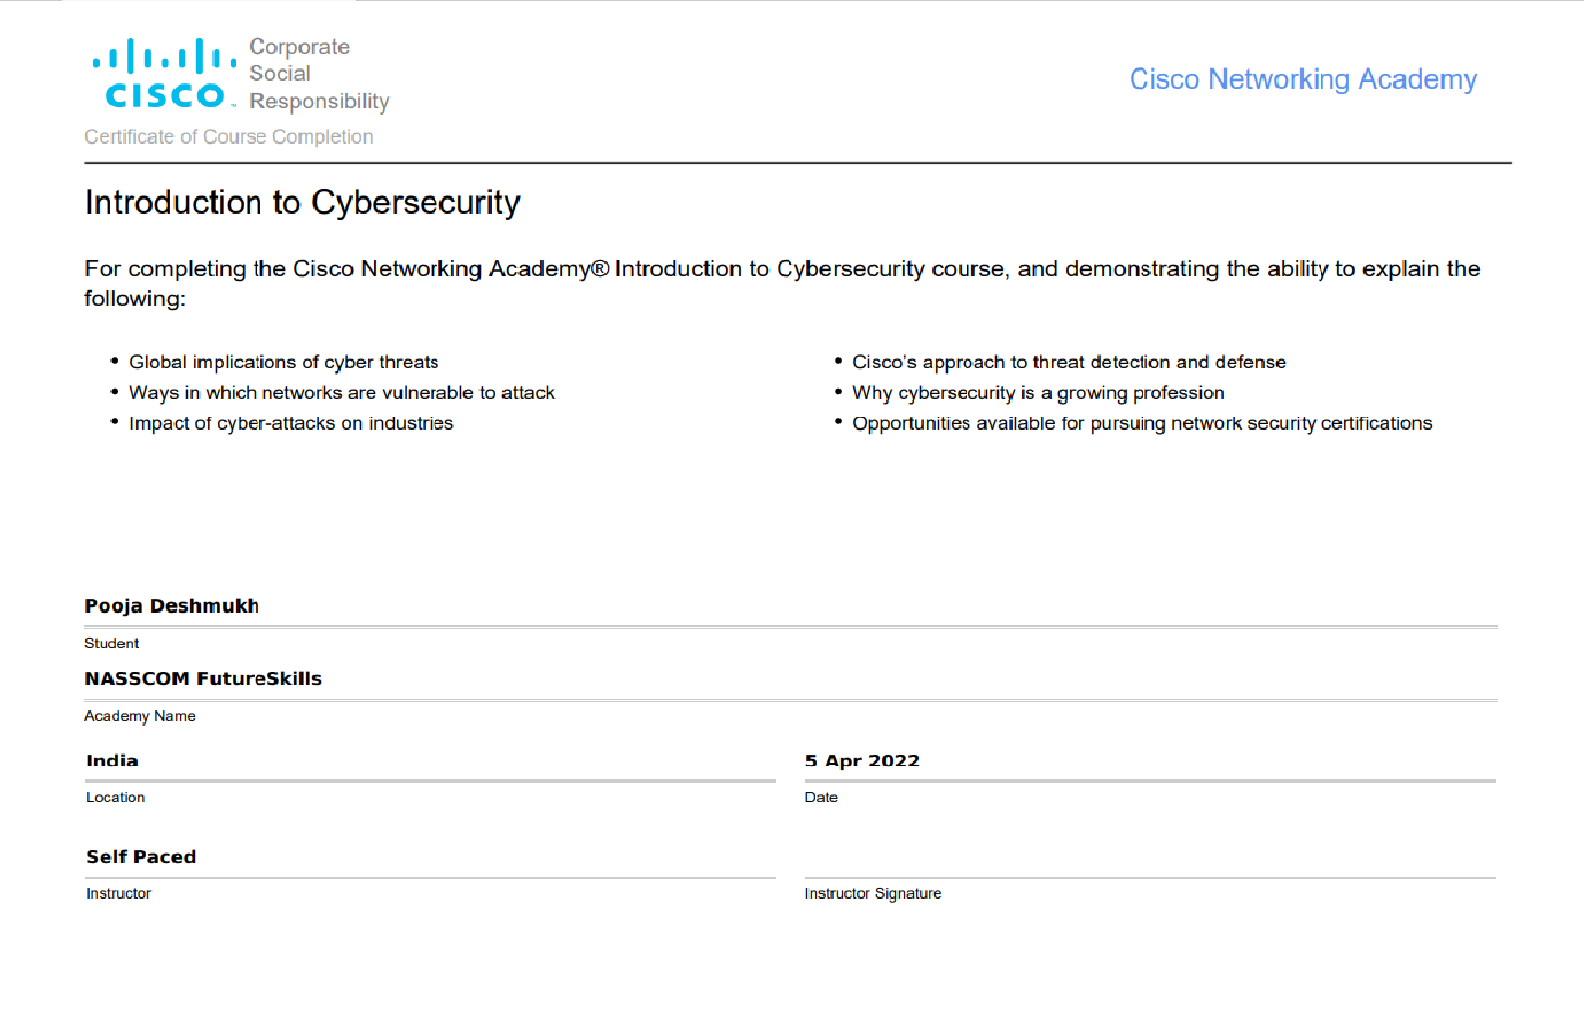 Corporate
Social
Responsibility
CISCO
Cisco Networking Academy
Certificate of Course Completion
Introduction to Cybersecurity
For completing the Cisco Networking Academy® Introduction to Cybersecurity course, and demonstrating the ability to explain the
following:
• Global implications of cyber threats
• Ways in which networks are vulnerable to attack
• Impact of cyber-attacks on industries
• Cisco's approach to threat detection and defense
• Why cybersecurity is a growing profession
• Opportunities available for pursuing network security certifications
Pooja Deshmukh
Student
NASSCOM FutureSkills
Academy Name
India
Location
5 Apr 2022
Date
Self Paced
Instructor
Instructor Signature